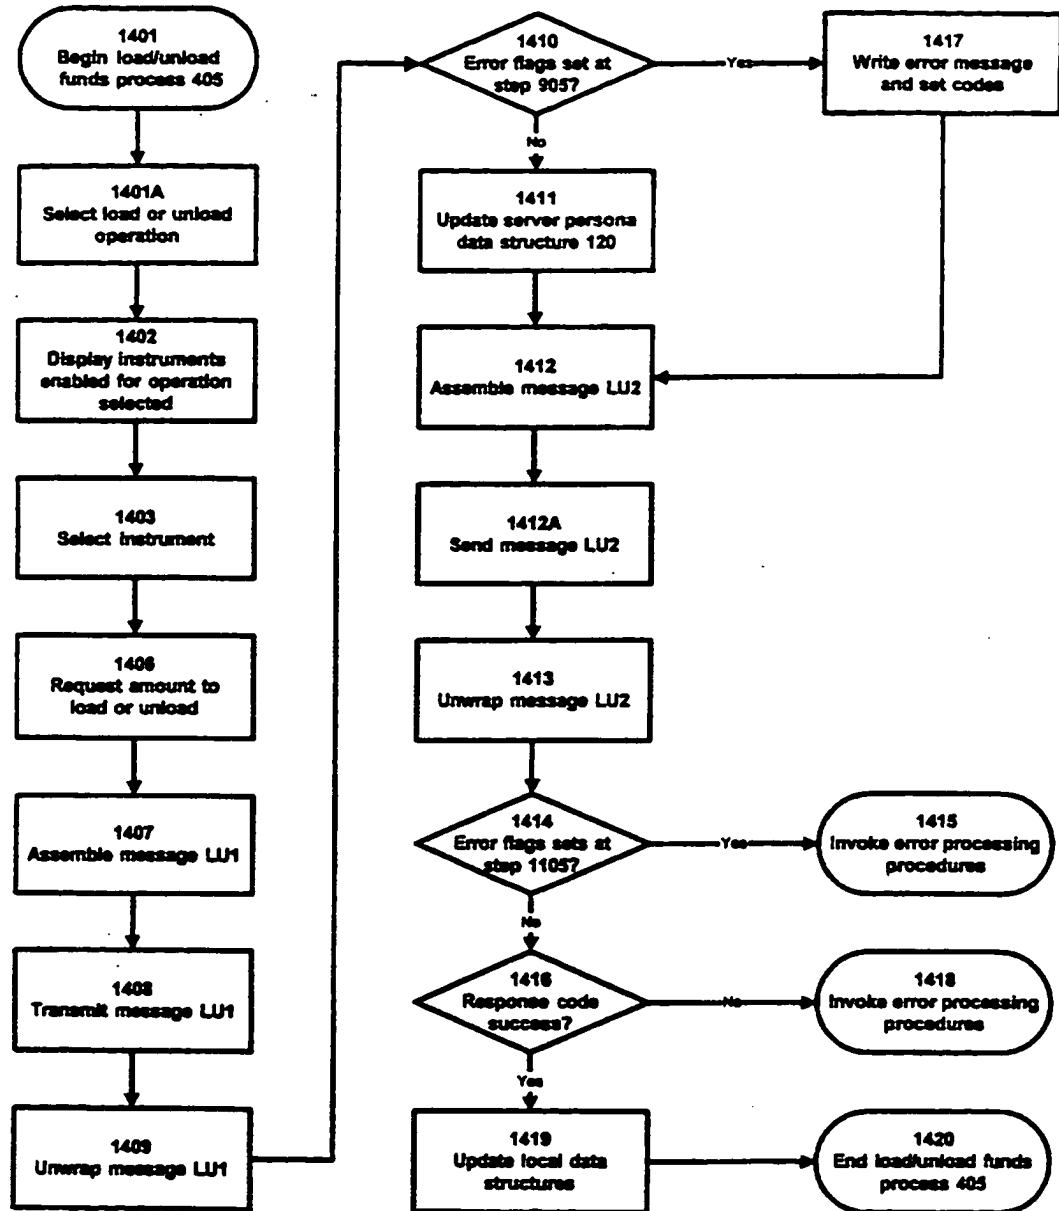 1401
Begin load/unload
funds process 405
1401A
Select load or unload
operation
1402
Display instruments
enabled for operation
selected
1403
Select instrument
1406
Request amount to
load or unload
1407
Assemble message LU1
1408
Transmit message LU1
1409
Unwrap message LU1
1410
Error flags set at
step 905?
Yes
No
1417
Write error message
and set codes
1411
Update server persona
data structure 120
1412
Assemble message LU2
1412A
Send message LU2
1413
Unwrap message LU2
1414
Error flags sets at
step 1105?
Yes
No
1415
Invoke error processing
procedures
1416
Response code
success?
No
Yes
1418
Invoke error processing
procedures
1419
Update local data
structures
1420
End load/unload funds
process 405